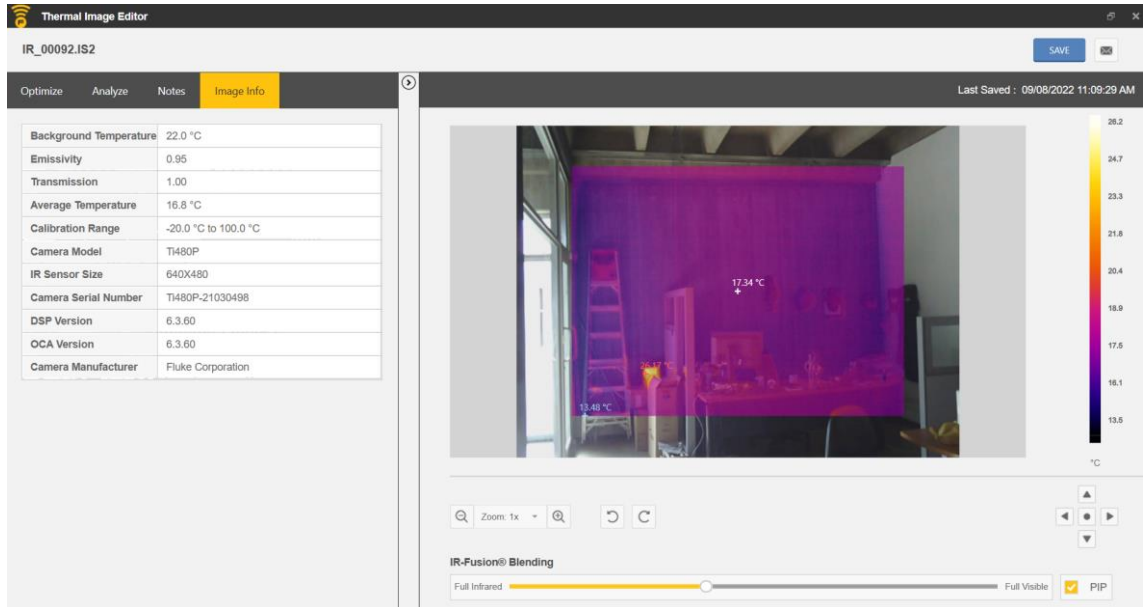 Thermal Image Editor
IR_00092.IS2
SAVE
Optimize Analyze Notes Image Info
Last Saved : 09/08/2022 11:09:29 AM
Background Temperature 22.0 °C
Emissivity 0.95
Transmission 1.00
Average Temperature 16.8 °C
Calibration Range -20.0 °C to 100.0 °C
Camera Model Ti480P
IR Sensor Size 640X480
Camera Serial Number Ti480P-21030498
DSP Version 6.3.60
OCA Version 6.3.60
Camera Manufacturer Fluke Corporation
17.34 °C
26.17 °C
13.48 °C
26.2
24.7
23.3
21.8
20.4
18.9
17.5
16.1
13.5
°C
Zoom: 1x
IR-Fusion® Blending
Full Infrared Full Visible PIP